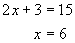 2x + 3 = 15
x = 6